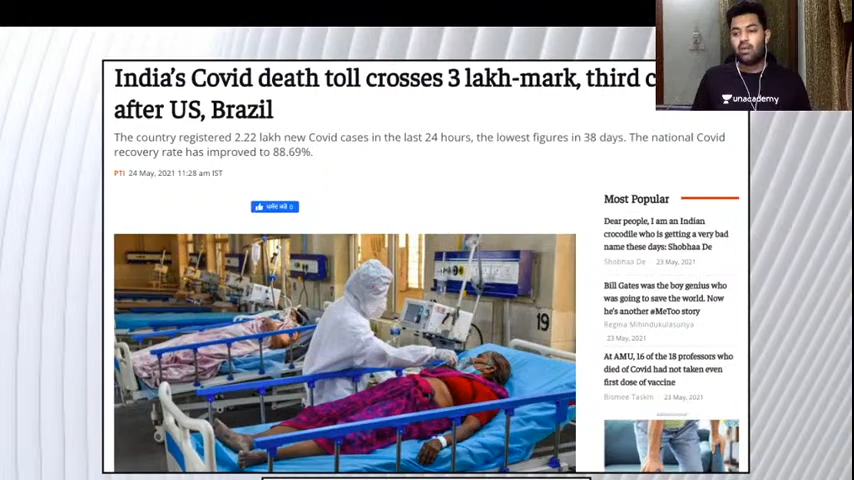 India's Covid death toll crosses 3 lakh-mark, third c
after US, Brazil
The country registered 2.22 lakh new Covid cases in the last 24 hours, the lowest figures in 38 days. The national Covid
recovery rate has improved to 88.69%.
PTI 24 May, 2021 11:28 am IST
0
19
Most Popular
Dear people, I am an Indian
crocodile who is getting a very bad
name these days: Shobhaa De
Shobhaa De 23 May, 2021
Bill Gates was the boy genius who
was going to save the world. Now
he's another #MeToo story
Regina Mihindukulasuriya
23 May, 2021
At AMU, 16 of the 18 professors who
died of Covid had not taken even
first dose of vaccine
Bismee Taskin 23 May, 2021
unacademy